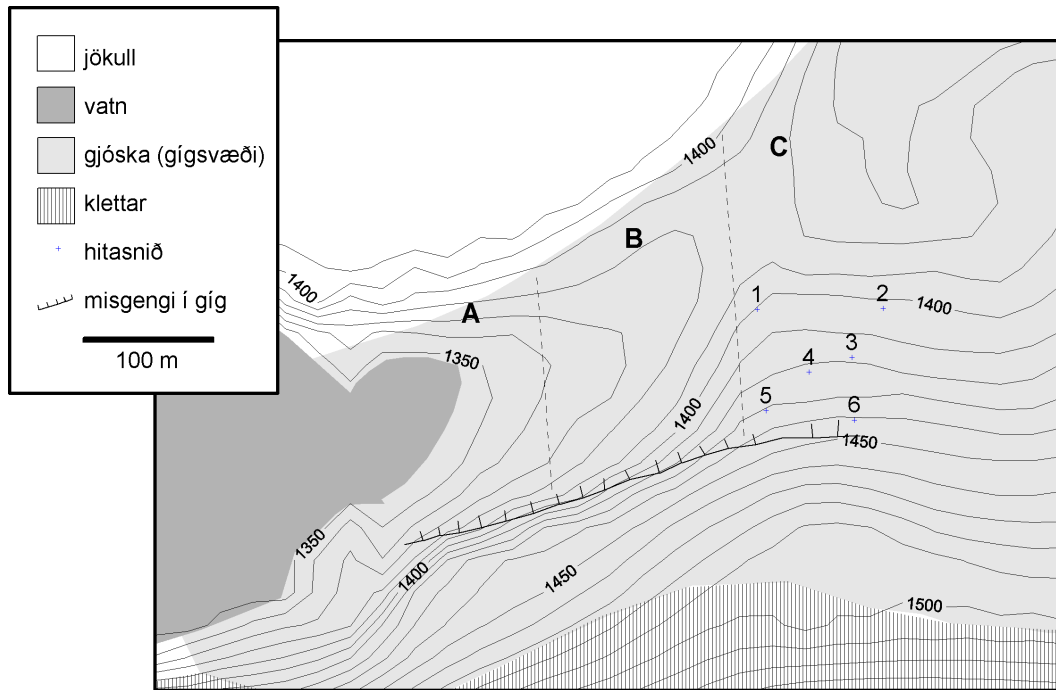 jökull
vatn
gjóska (gígsvæði)
klettar
hitasnið
misgengi í gíg
100 m
1400
C
B
1400
A
1
2
1400
1350
3
4
1400
5
6
1450
1350
1400
1450
1500